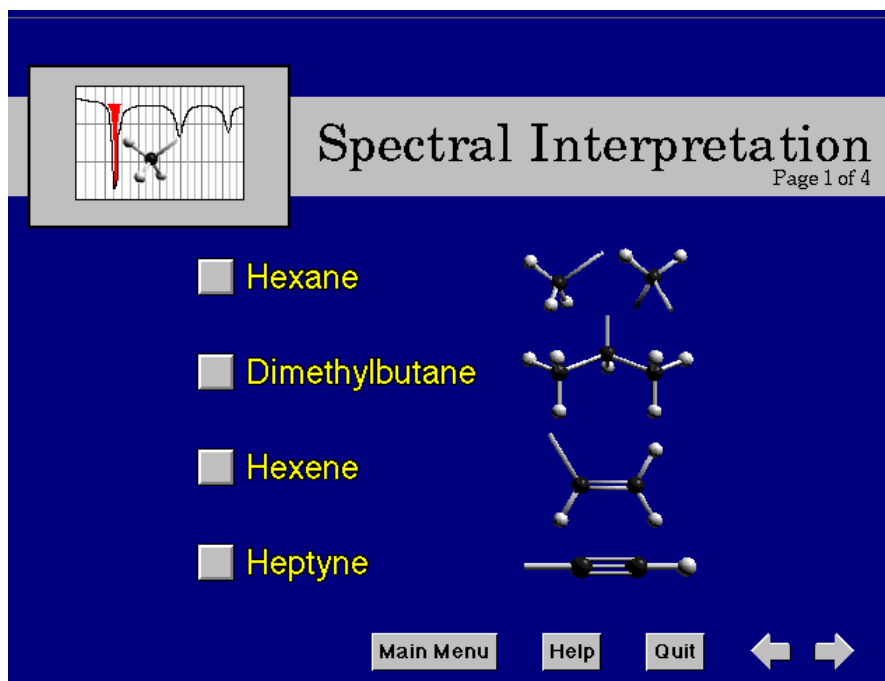 Spectral Interpretation
Page 1 of 4
Hexane
Dimethylbutane
Hexene
Heptyne
Main Menu Help Quit